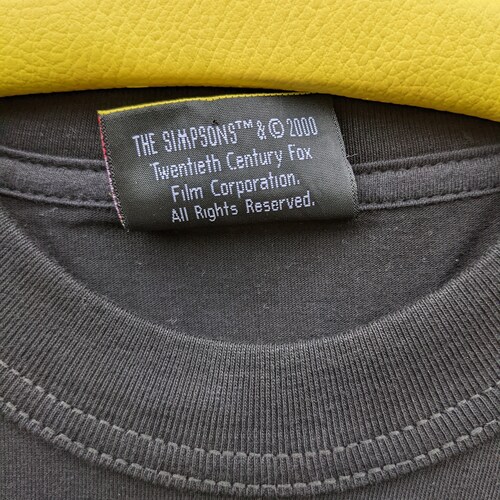 THE SIMPSONS™ & © 2000
Twentieth Century Fox
Film Corporation.
All Rights Reserved.